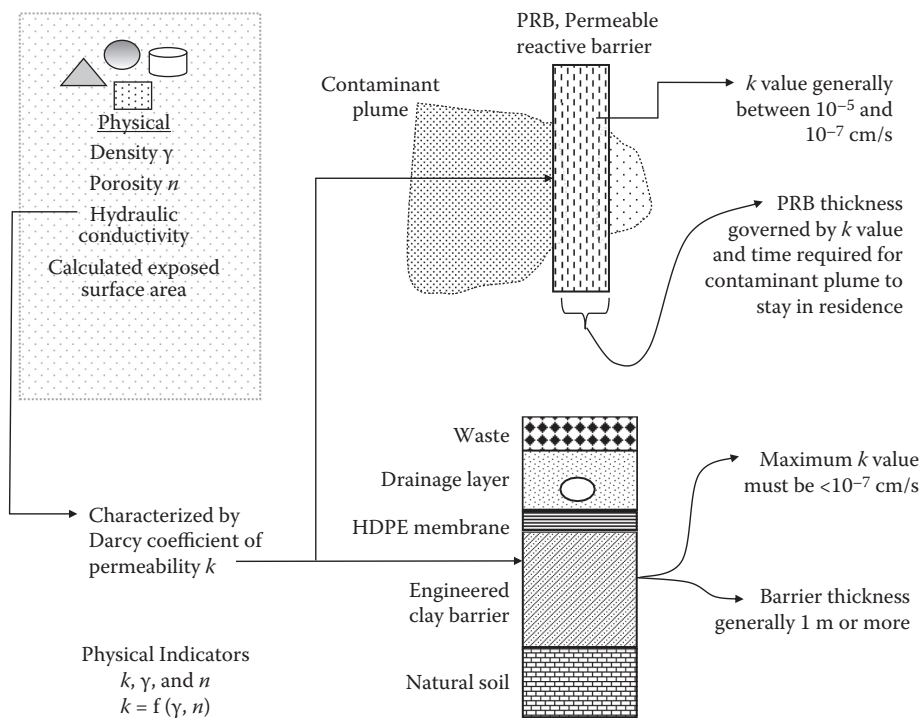 Physical
Density γ
Porosity n
Hydraulic
conductivity
Calculated exposed
surface area
Characterized by
Darcy coefficient of
permeability k
Physical Indicators
k, γ, and n
k = f (γ, n)
PRB, Permeable
reactive barrier
Contaminant
plume
k value generally
between 10⁻⁵ and
10⁻⁷ cm/s
PRB thickness
governed by k value
and time required for
contaminant plume to
stay in residence
Waste
Drainage layer
HDPE membrane
Engineered
clay barrier
Natural soil
Maximum k value
must be <10⁻⁷ cm/s
Barrier thickness
generally 1 m or more